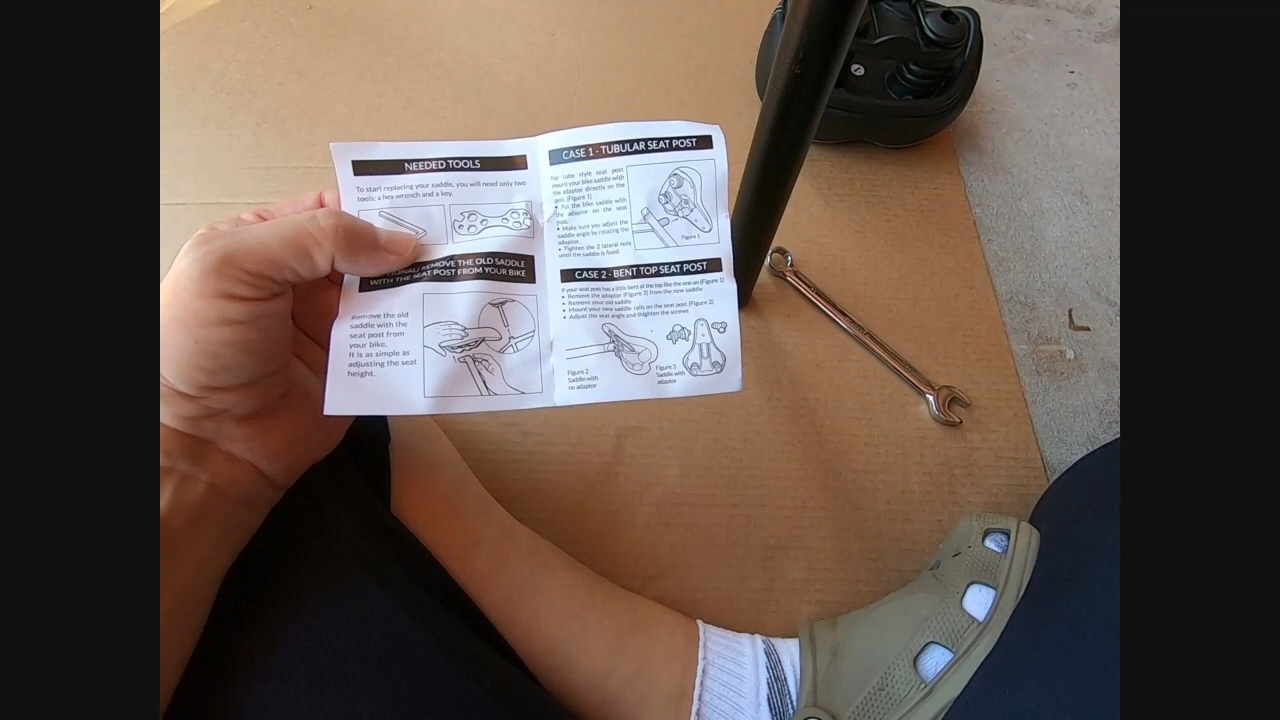 NEEDED TOOLS
To start replacing your saddle, you will need only two
tools: a hex wrench and a key.
REMOVE THE OLD SADDLE
WITH THE SEAT POST FROM YOUR BIKE
Remove the old
saddle with the
seat post from
your bike.
It is as simple as
adjusting the seat
height.
CASE 1 - TUBULAR SEAT POST
For tube style seat post
mount your bike saddle with
the adaptor directly on the
post. (Figure 1)
• Put the bike saddle with
the adaptor on the seat
post.
• Make sure you adjust the
saddle angle by rotating the
adaptor.
• Tighten the 2 lateral nuts
until the saddle is fixed.
Figure 1
CASE 2 - BENT TOP SEAT POST
If your seat post has a little bent at the top like the one on (Figure 1)
• Remove the adaptor (Figure 3) from the new saddle
• Remove your old saddle
• Mount your new saddle rails on the seat post (Figure 2)
• Adjust the seat angle and thighten the screws
Figure 2
Saddle with
no adaptor
Figure 3
Saddle with
adaptor